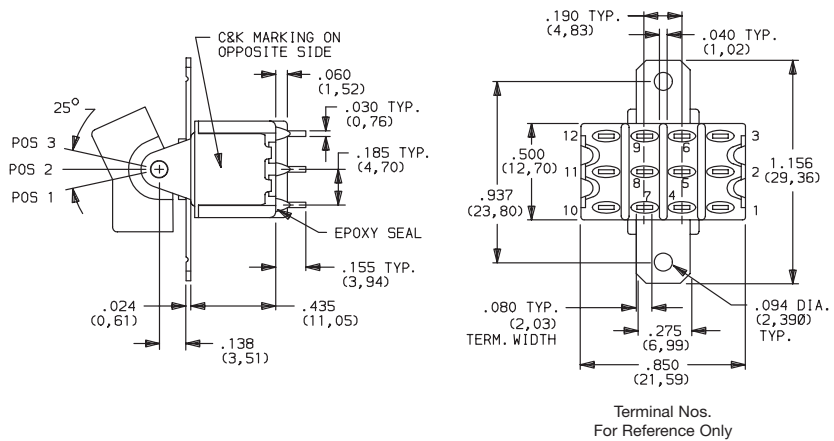 C&K MARKING ON
OPPOSITE SIDE
.060
(1,52)
.030 TYP.
(0,76)
25°
POS 3
POS 2
POS 1
.185 TYP.
(4,70)
EPOXY SEAL
.155 TYP.
(3,94)
.024
(0,61)
.435
(11,05)
.138
(3,51)
.190 TYP.
(4,83)
.040 TYP.
(1,02)
12 9 6 3
.500
(12,70)
11 8 5 2
1.156
(29,36)
.937
(23,80)
10 7 4 1
.080 TYP.
(2,03)
TERM. WIDTH
.275
(6,99)
.094 DIA.
(2,390)
TYP.
.850
(21,59)
Terminal Nos.
For Reference Only